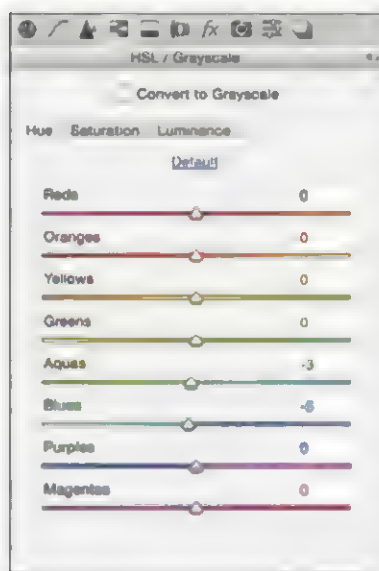 fx
HSL / Grayscale
Convert to Grayscale
Hue Saturation Luminance
Default
Reds 0
Oranges 0
Yellows 0
Greens 0
Aquas -3
Blues -5
Purples 0
Magentas 0